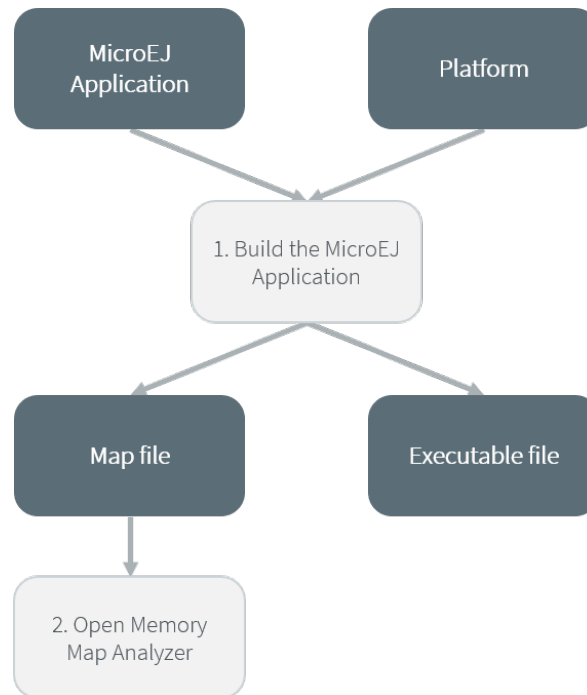 MicroEJ
Application
Platform
1. Build the MicroEJ
Application
Map file
Executable file
2. Open Memory
Map Analyzer